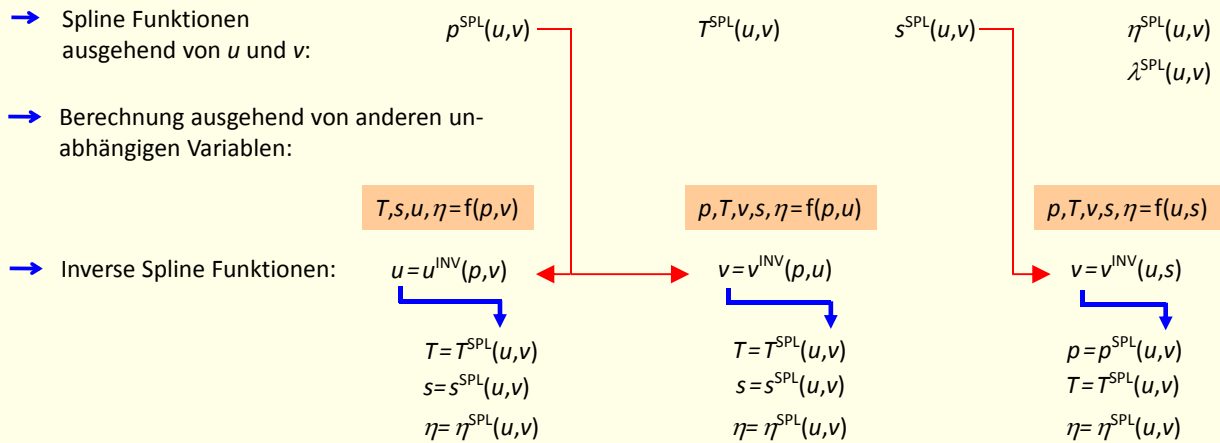 Spline Funktionen
ausgehend von u und v:
p^SPL(u,v)
T^SPL(u,v)
s^SPL(u,v)
η^SPL(u,v)
λ^SPL(u,v)
Berechnung ausgehend von anderen un-
abhängigen Variablen:
T,s,u,η=f(p,v)
p,T,v,s,η=f(p,u)
p,T,v,s,η=f(u,s)
Inverse Spline Funktionen:
u=u^INV(p,v)
v=v^INV(p,u)
v=v^INV(u,s)
T=T^SPL(u,v)
s=s^SPL(u,v)
η=η^SPL(u,v)
T=T^SPL(u,v)
s=s^SPL(u,v)
η=η^SPL(u,v)
p=p^SPL(u,v)
T=T^SPL(u,v)
η=η^SPL(u,v)